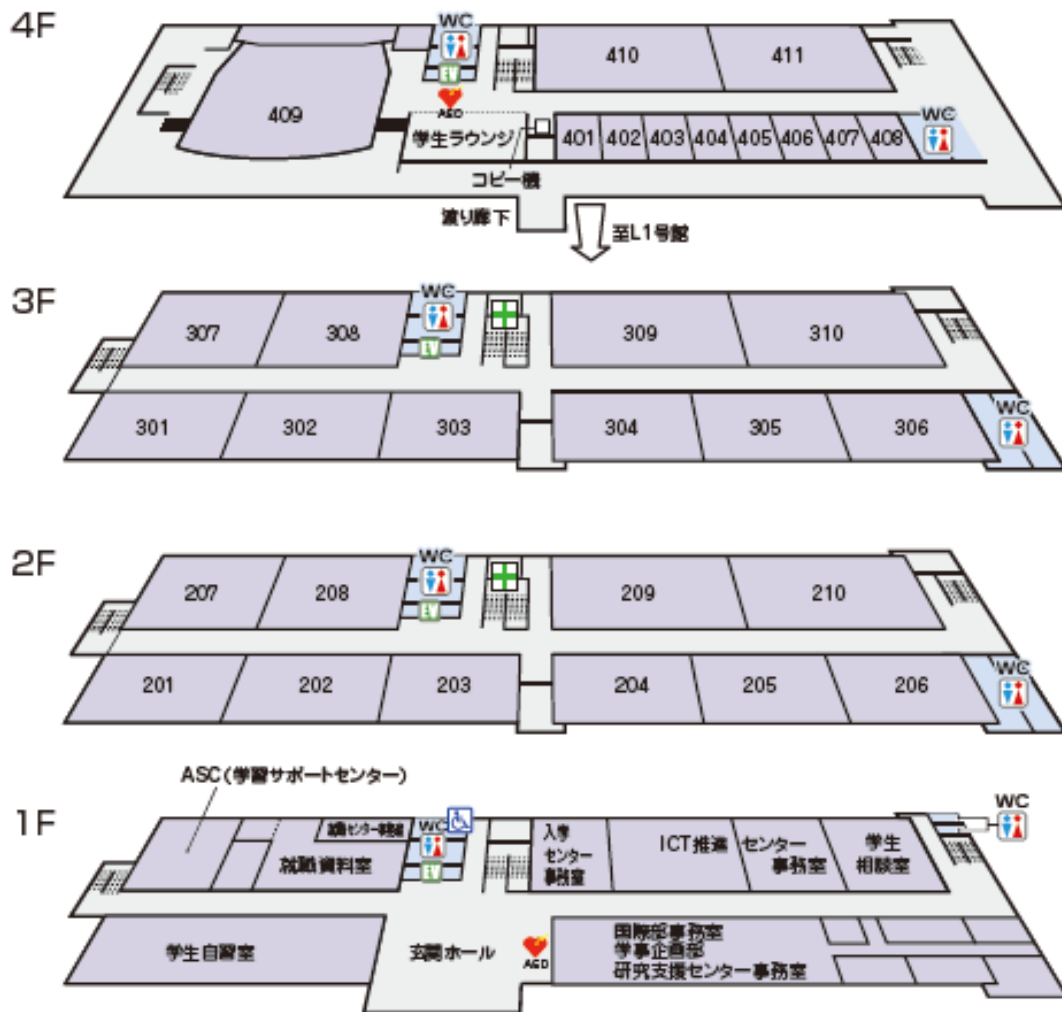 4F
WC
410
411
EV
409
AED
学生ラウンジ
401
402
403
404
405
406
407
408
WC
コピー機
渡り廊下
至L1号館
3F
WC
307
308
EV
309
310
301
302
303
304
305
306
WC
2F
WC
207
208
EV
209
210
201
202
203
204
205
206
WC
ASC(学習サポートセンター)
1F
WC
WC
EV
就職資料室
入学
センター
事務室
ICT推進 センター
事務室
学生
相談室
学生自習室
玄関ホール
AED
国際部事務室
学事企画部
研究支援センター事務室